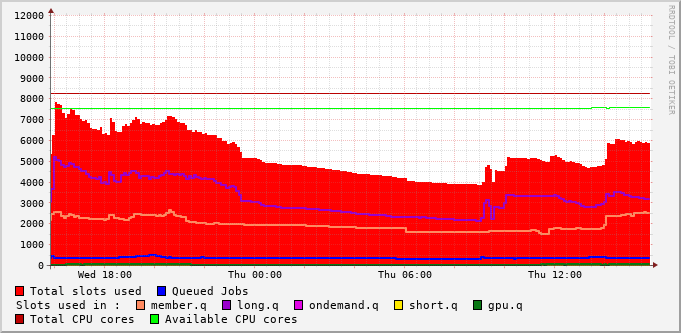 12000
11000
10000
9000
8000
7000
6000
5000
4000
3000
2000
1000
0
Wed 18:00 Thu 00:00 Thu 06:00 Thu 12:00
Total slots used Queued Jobs
Slots used in : member.q long.q ondemand.q short.q gpu.q
Total CPU cores Available CPU cores
RRDTOOL / TOBI OETIKER